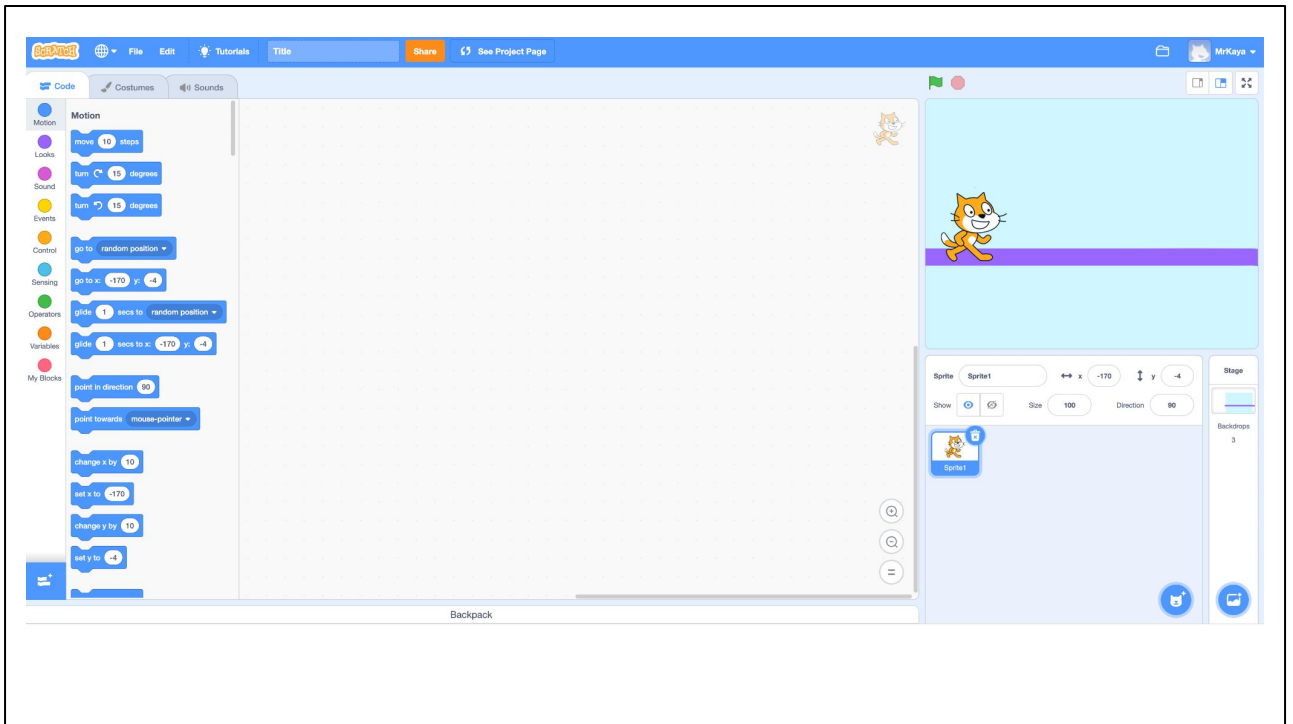 SCRATCH File Edit Tutorials Title Share See Project Page MrKaya
Code Costumes Sounds
Motion
Looks
Sound
Events
Control
Sensing
Operators
Variables
My Blocks
Motion
move 10 steps
turn 15 degrees
turn 15 degrees
go to random position
go to x: -170 y: -4
glide 1 secs to random position
glide 1 secs to x: -170 y: -4
point in direction 90
point towards mouse-pointer
change x by 10
set x to -170
change y by 10
set y to -4
Sprite Sprite1 x -170 y -4
Show Size 100 Direction 90
Sprite1
Stage
Backdrops
3
Backpack